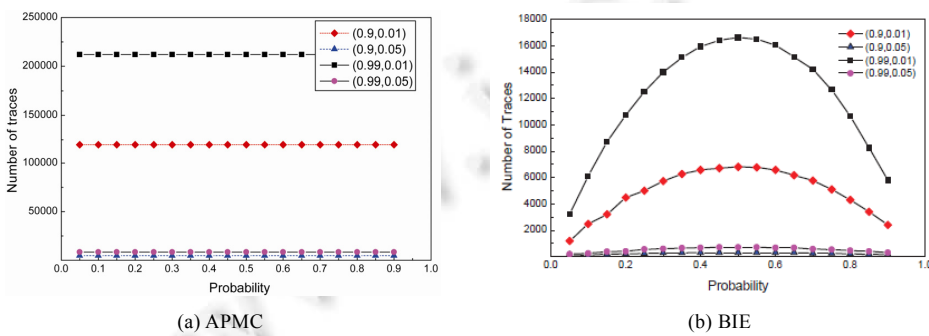 250000
200000
150000
100000
50000
Number of traces
0.0 0.1 0.2 0.3 0.4 0.5 0.6 0.7 0.8 0.9 1.0
Probability
(0.9,0.01)
(0.9,0.05)
(0.99,0.01)
(0.99,0.05)
(a) APMC
18000
16000
14000
12000
10000
8000
6000
4000
2000
Number of Traces
0.0 0.2 0.4 0.6 0.8 1.0
Probability
(0.9,0.01)
(0.9,0.05)
(0.99,0.01)
(0.99,0.05)
(b) BIE